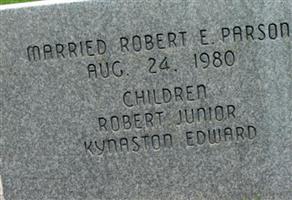 MARRIED ROBERT E. PARSON
AUG. 24. 1980
CHILDREN
ROBERT JUNIOR
KYNASTON EDWARD